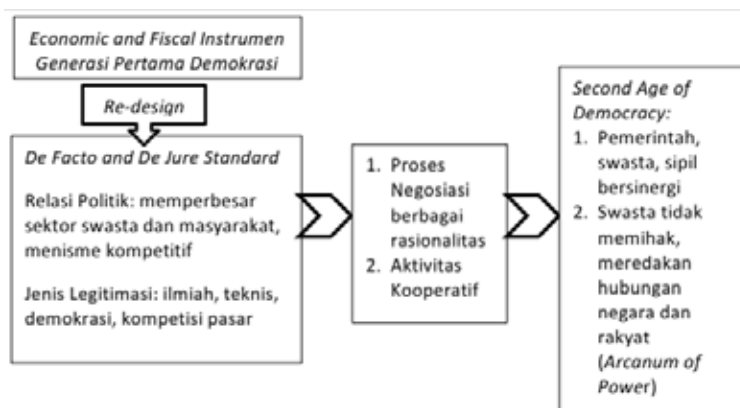 Economic and Fiscal Instrumen
Generasi Pertama Demokrasi
Re-design
De Facto and De Jure Standard
Relasi Politik: memperbesar
sektor swasta dan masyarakat,
menisme kompetitif
Jenis Legitimasi: ilmiah, teknis,
demokrasi, kompetisi pasar
1. Proses
Negosiasi
berbagai
rasionalitas
2. Aktivitas
Kooperatif
Second Age of
Democracy:
1. Pemerintah,
swasta, sipil
bersinergi
2. Swasta tidak
memihak,
meredakan
hubungan
negara dan
rakyat
(Arcanum of
Power)